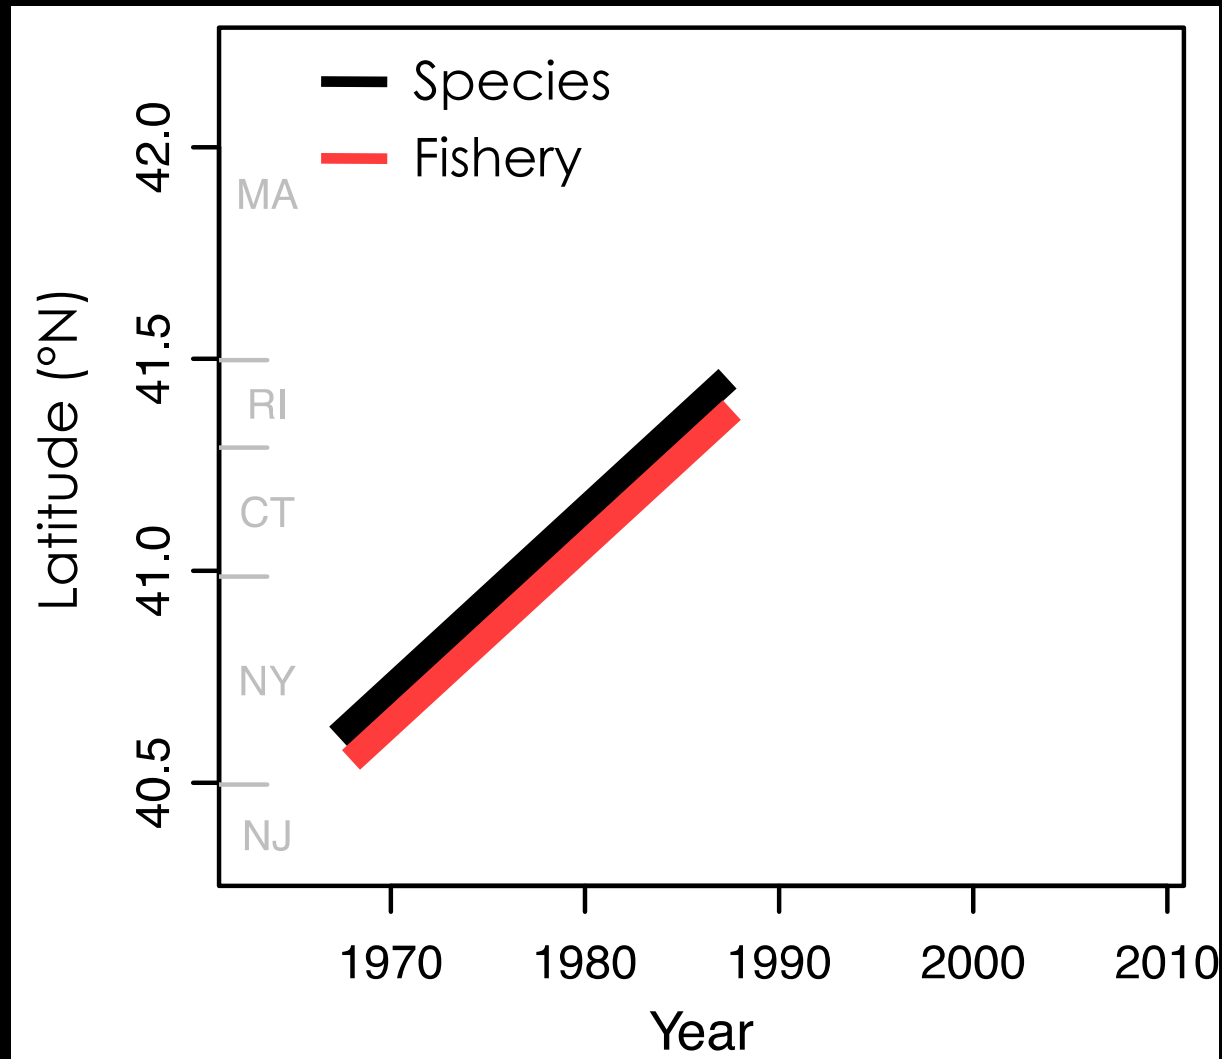 Species
Fishery
42.0
MA
41.5
RI
CT
41.0
NY
40.5
NJ
Latitude (°N)
1970 1980 1990 2000 2010
Year